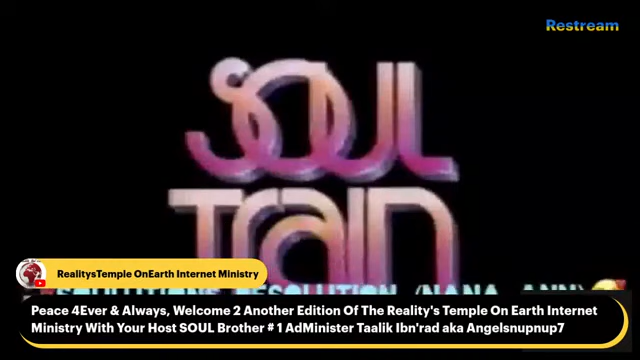 Restream
SOUL
TRAIN
RealitysTemple OnEarth Internet Ministry
Peace 4Ever & Always, Welcome 2 Another Edition Of The Reality's Temple On Earth Internet
Ministry With Your Host SOUL Brother # 1 AdMinister Taalik Ibn'rad aka Angelsnupnup7